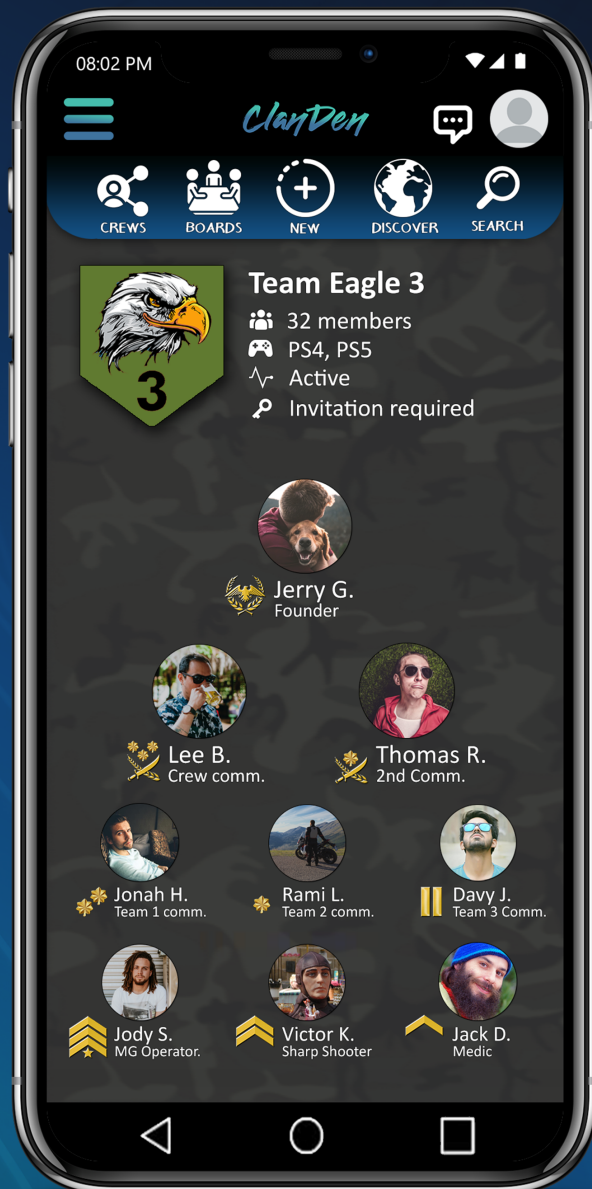 08:02 PM
ClanDen
CREWS BOARDS NEW DISCOVER SEARCH
Team Eagle 3
32 members
PS4, PS5
Active
Invitation required
3
Jerry G.
Founder
Lee B.
Crew comm.
Thomas R.
2nd Comm.
Jonah H.
Team 1 comm.
Rami L.
Team 2 comm.
Davy J.
Team 3 Comm.
Jody S.
MG Operator.
Victor K.
Sharp Shooter
Jack D.
Medic